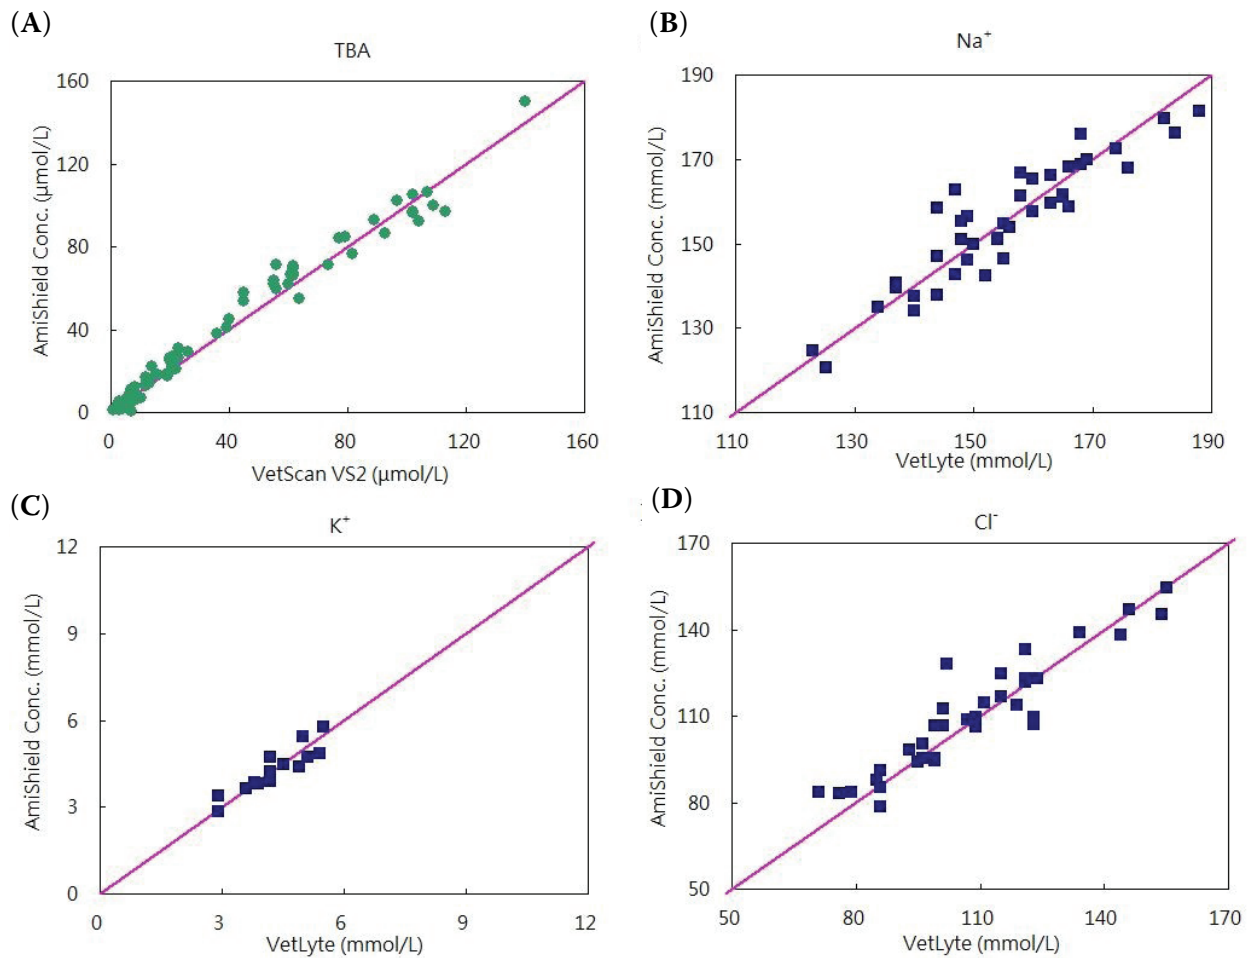 (A)
TBA
AmiShield Conc. (µmol/L)
160
120
80
40
0
0 40 80 120 160
VetScan VS2 (µmol/L)
(B)
Na+
AmiShield Conc. (mmol/L)
190
170
150
130
110
110 130 150 170 190
VetLyte (mmol/L)
(C)
K+
AmiShield Conc. (mmol/L)
12
9
6
3
0
0 3 6 9 12
VetLyte (mmol/L)
(D)
Cl-
AmiShield Conc. (mmol/L)
170
140
110
80
50
50 80 110 140 170
VetLyte (mmol/L)